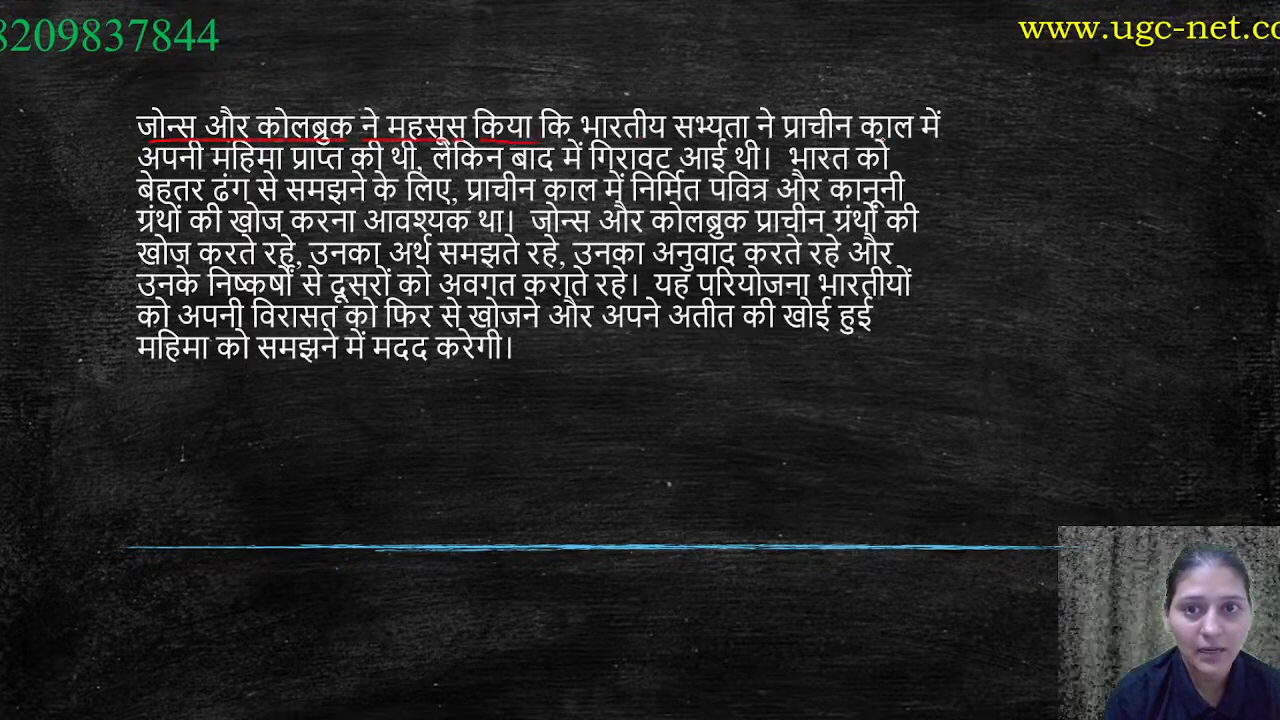 8209837844
www.ugc-net.co
जोन्स और कोलब्रुक ने महसूस किया कि भारतीय सभ्यता ने प्राचीन काल में
अपनी महिमा प्राप्त की थी, लेकिन बाद में गिरावट आई थी।  भारत को
बेहतर ढंग से समझने के लिए, प्राचीन काल में निर्मित पवित्र और कानूनी
ग्रंथों की खोज करना आवश्यक था।  जोन्स और कोलब्रुक प्राचीन ग्रंथों की
खोज करते रहे, उनका अर्थ समझते रहे, उनका अनुवाद करते रहे और
उनके निष्कर्षों से दूसरों को अवगत कराते रहे।  यह परियोजना भारतीयों
को अपनी विरासत को फिर से खोजने और अपने अतीत की खोई हुई
महिमा को समझने में मदद करेगी।